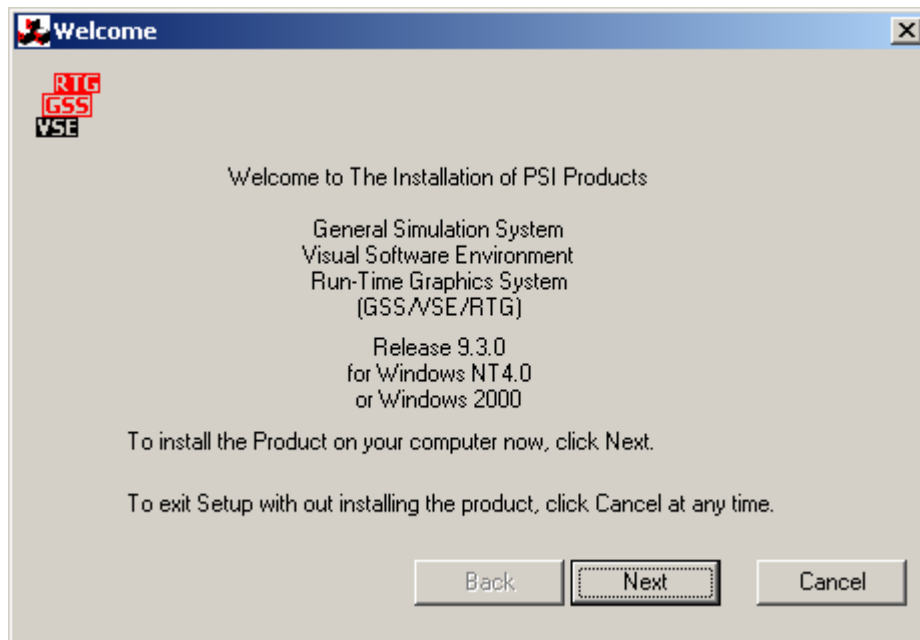 Welcome
RTG
GSS
VSE
Welcome to The Installation of PSI Products
General Simulation System
Visual Software Environment
Run-Time Graphics System
(GSS/VSE/RTG)
Release 9.3.0
for Windows NT4.0
or Windows 2000
To install the Product on your computer now, click Next.
To exit Setup with out installing the product, click Cancel at any time.
Back Next Cancel